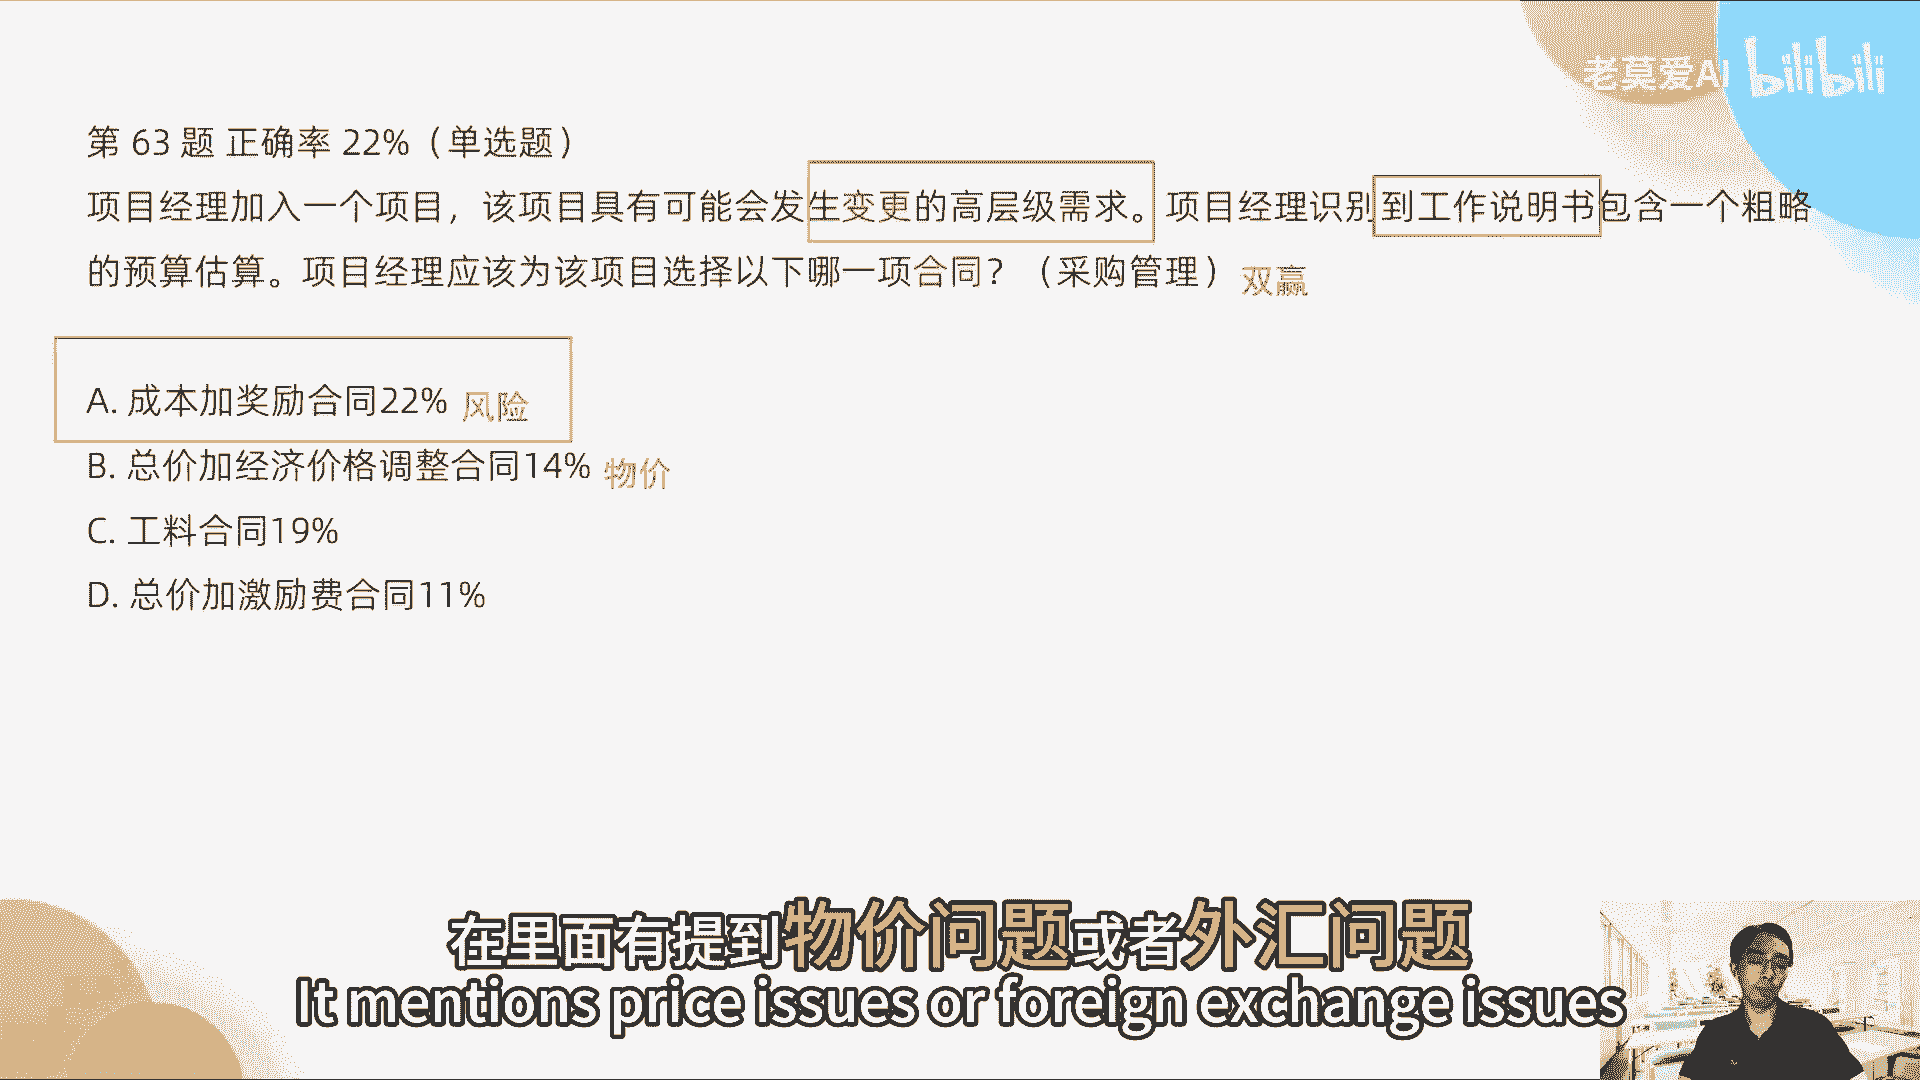 老莫爱AI bilibili
第 63 题 正确率 22%（单选题）
项目经理加入一个项目，该项目具有可能会发生变更的高层级需求。项目经理识别到工作说明书包含一个粗略
的预算估算。项目经理应该为该项目选择以下哪一项合同？（采购管理）双赢
A. 成本加奖励合同22% 风险
B. 总价加经济价格调整合同14% 物价
C. 工料合同19%
D. 总价加激励费合同11%
在里面有提到物价问题或者外汇问题
It mentions price issues or foreign exchange issues